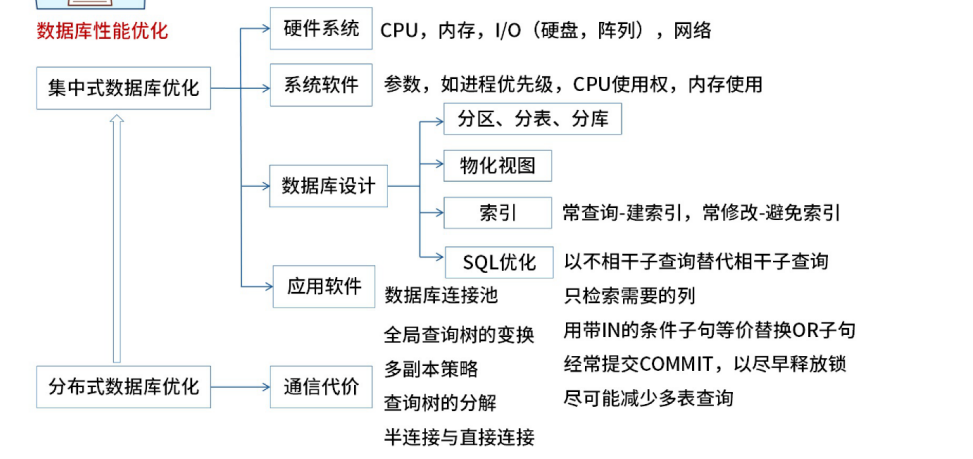 数据库性能优化
硬件系统
CPU，内存，I/O（硬盘，阵列），网络
集中式数据库优化
系统软件
参数，如进程优先级，CPU使用权，内存使用
分区、分表、分库
物化视图
数据库设计
索引
常查询-建索引，常修改-避免索引
SQL优化
以不相干子查询替代相干子查询
只检索需要的列
用带IN的条件子句等价替换OR子句
经常提交COMMIT，以尽早释放锁
尽可能减少多表查询
应用软件
数据库连接池
分布式数据库优化
通信代价
全局查询树的变换
多副本策略
查询树的分解
半连接与直接连接